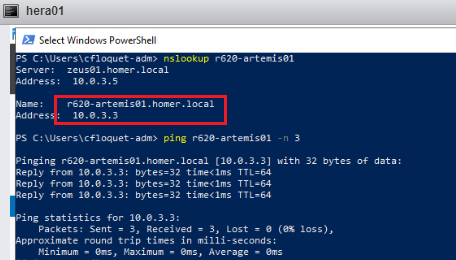 hera01
Select Windows PowerShell
PS C:\Users\cfloquet-adm> nslookup r620-artemis01
Server:  zeus01.homer.local
Address:  10.0.3.5
Name:    r620-artemis01.homer.local
Address:  10.0.3.3
PS C:\Users\cfloquet-adm> ping r620-artemis01 -n 3
Pinging r620-artemis01.homer.local [10.0.3.3] with 32 bytes of data:
Reply from 10.0.3.3: bytes=32 time<1ms TTL=64
Reply from 10.0.3.3: bytes=32 time<1ms TTL=64
Reply from 10.0.3.3: bytes=32 time<1ms TTL=64
Ping statistics for 10.0.3.3:
    Packets: Sent = 3, Received = 3, Lost = 0 (0% loss),
Approximate round trip times in milli-seconds:
    Minimum = 0ms, Maximum = 0ms, Average = 0ms